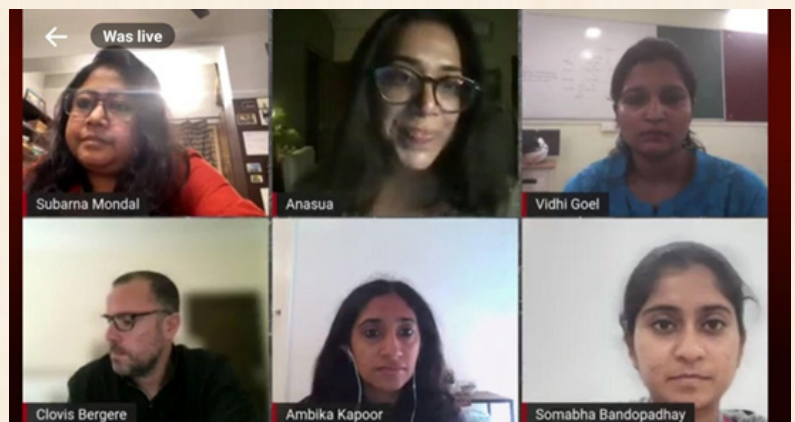 Was live
Subarna Mondal
Anasua
Vidhi Goel
Clovis Bergere
Ambika Kapoor
Somabha Bandopadhay